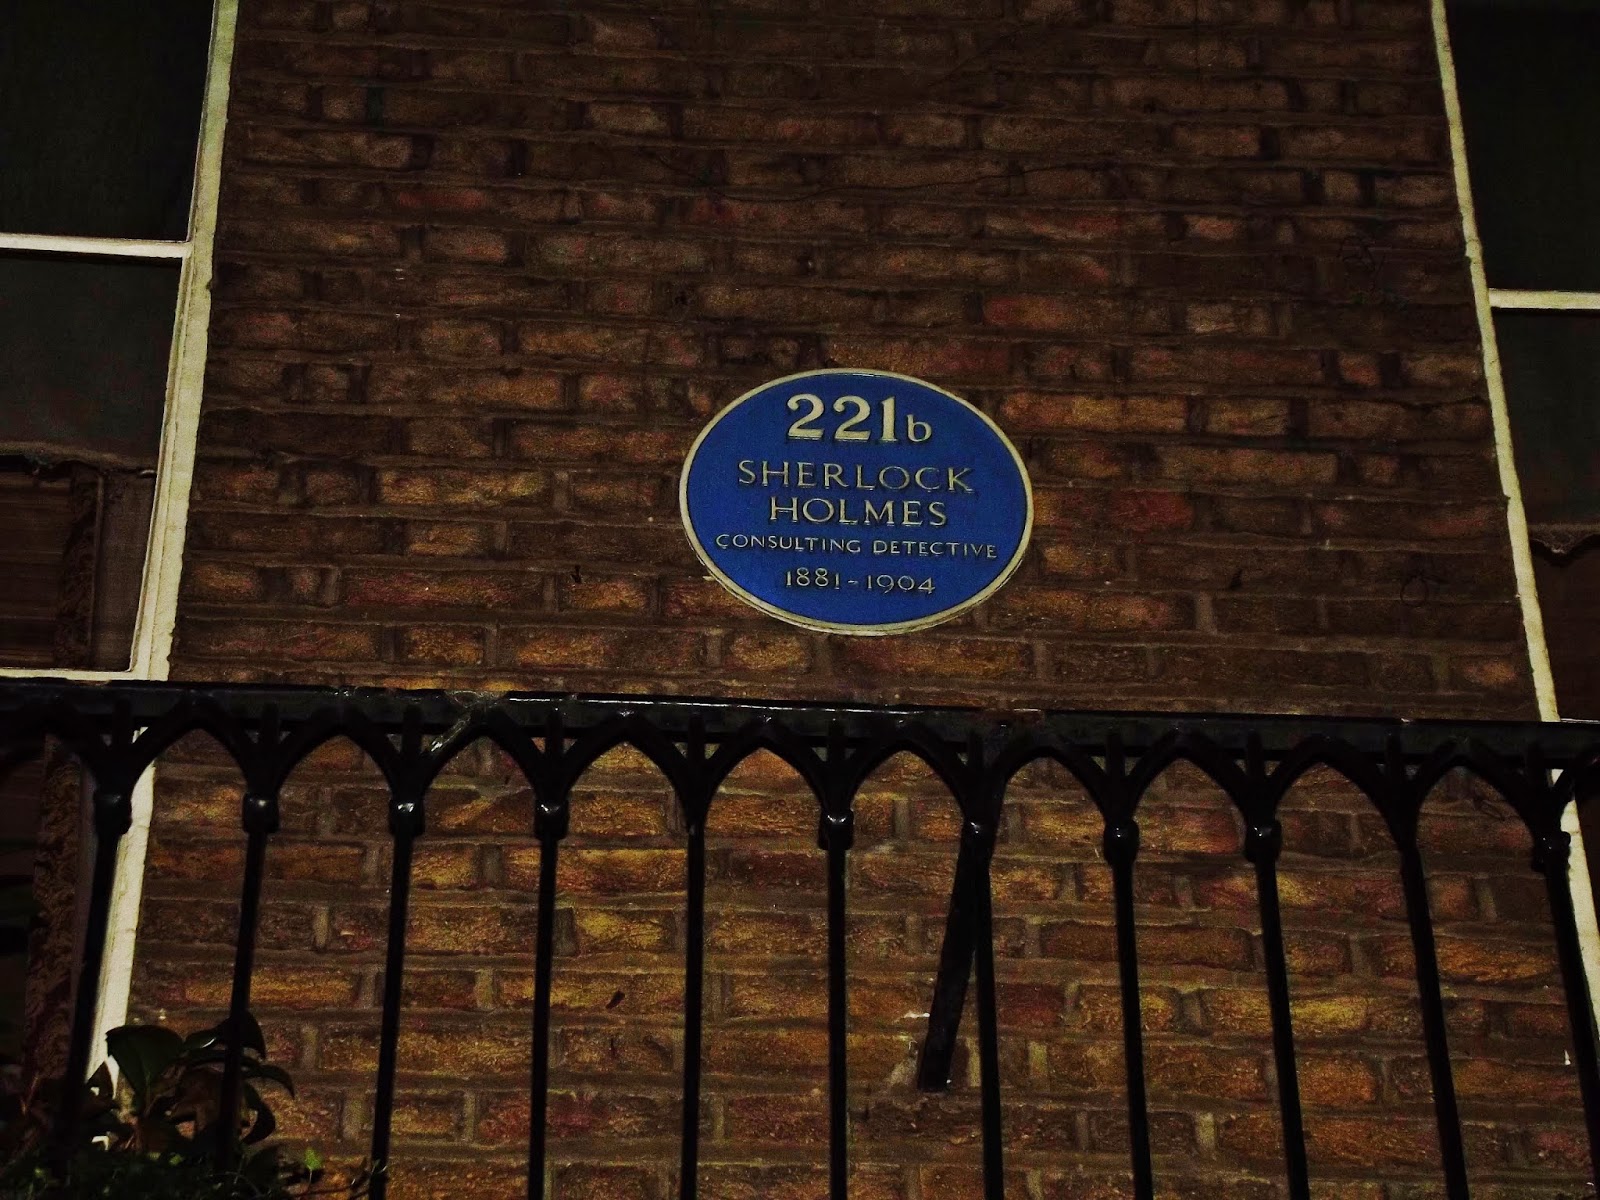 221b
SHERLOCK
HOLMES
CONSULTING DETECTIVE
1881-1904